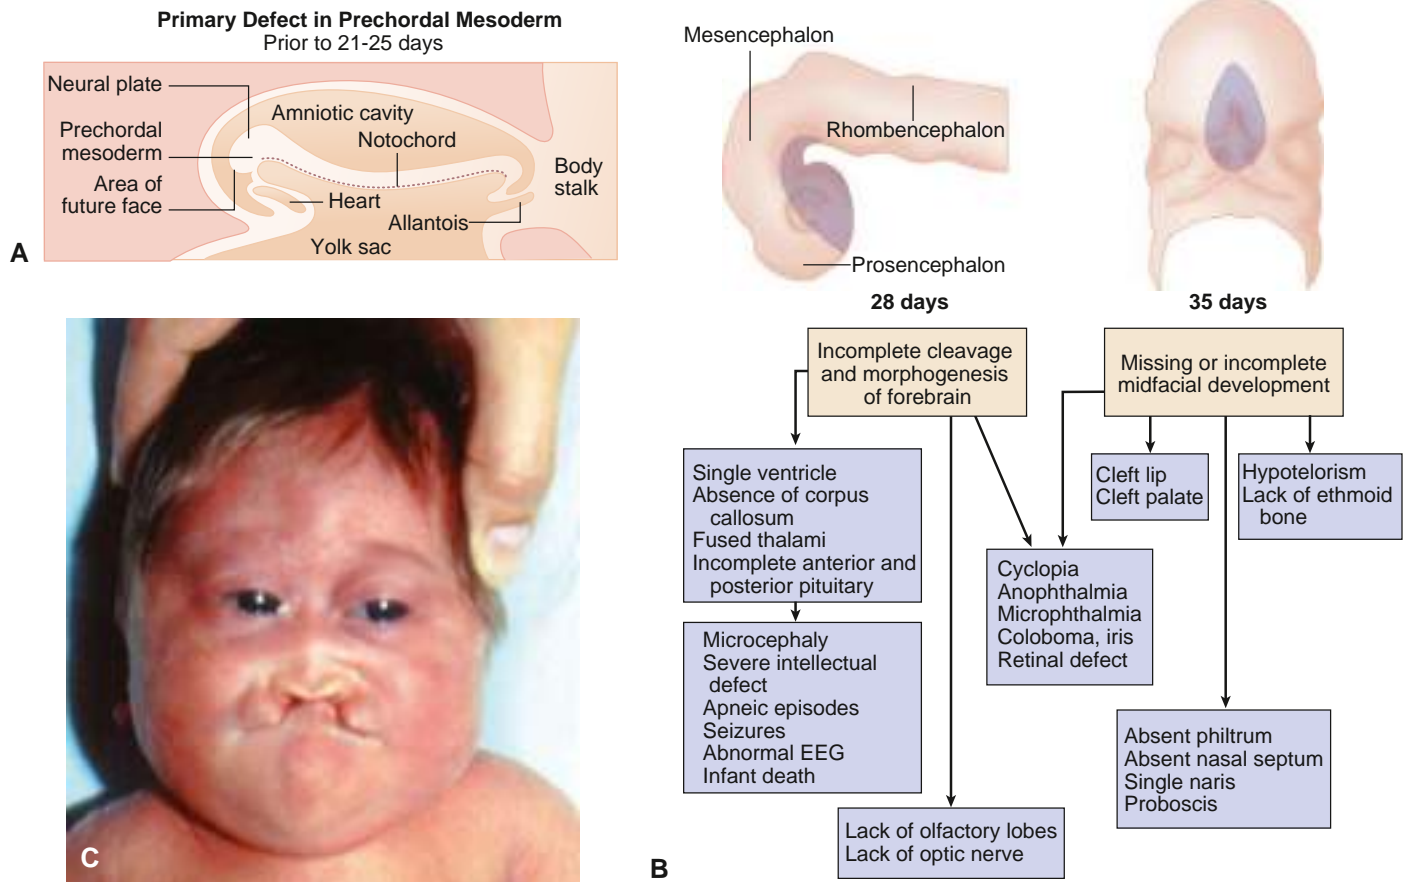 Primary Defect in Prechordal Mesoderm
Prior to 21-25 days
Neural plate
Prechordal
mesoderm
Area of
future face
Amniotic cavity
Notochord
Heart
Allantois
Yolk sac
Body
stalk
A
Mesencephalon
Rhombencephalon
Prosencephalon
28 days
35 days
Incomplete cleavage
and morphogenesis
of forebrain
Missing or incomplete
midfacial development
Single ventricle
Absence of corpus
callosum
Fused thalami
Incomplete anterior and
posterior pituitary
Cleft lip
Cleft palate
Hypotelorism
Lack of ethmoid
bone
Cyclopia
Anophthalmia
Microphthalmia
Coloboma, iris
Retinal defect
Microcephaly
Severe intellectual
defect
Apneic episodes
Seizures
Abnormal EEG
Infant death
Absent philtrum
Absent nasal septum
Single naris
Proboscis
Lack of olfactory lobes
Lack of optic nerve
B
C